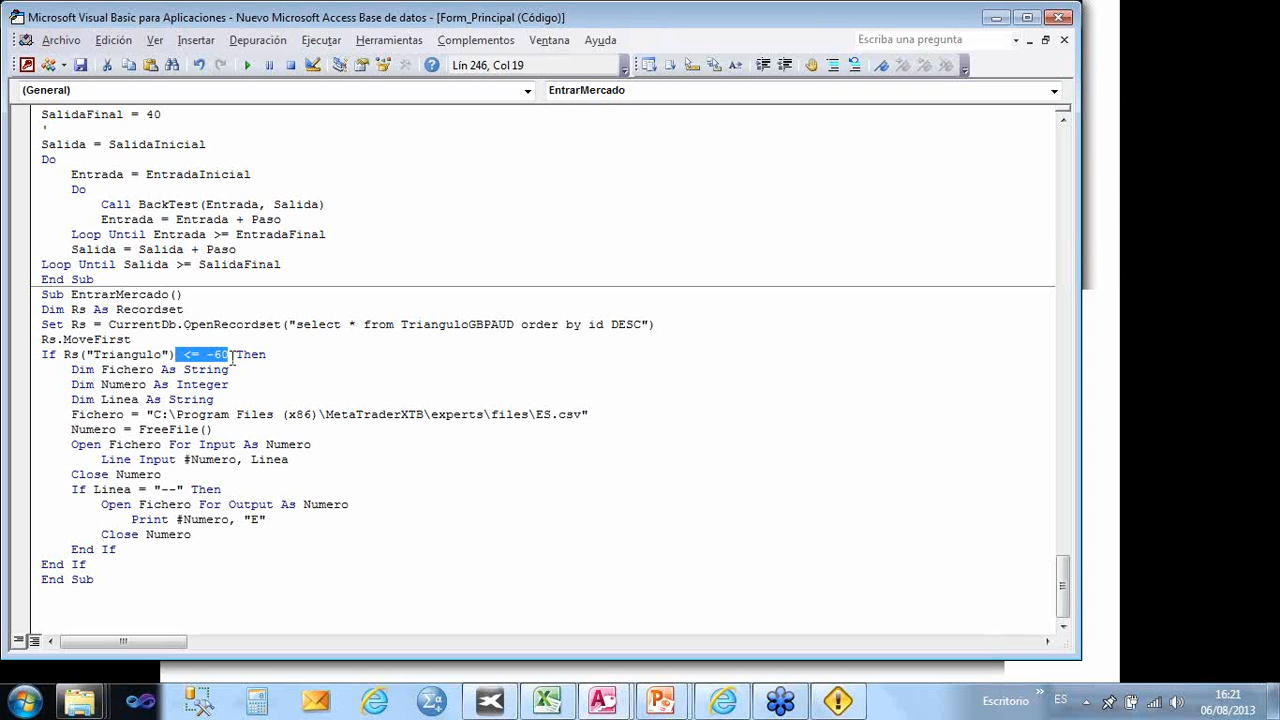 Microsoft Visual Basic para Aplicaciones - Nuevo Microsoft Access Base de datos - [Form_Principal (Código)]
Archivo Edición Ver Insertar Formato Depuración Ejecutar Herramientas Complementos Ventana Ayuda Escriba una pregunta
Lín 246, Col 19
(General) EntrarMercado
SalidaFinal = 40
'
Salida = SalidaInicial
Do
Entrada = EntradaInicial
Do
Call BackTest(Entrada, Salida)
Entrada = Entrada + Paso
Loop Until Entrada >= EntradaFinal
Salida = Salida + Paso
Loop Until Salida >= SalidaFinal
End Sub
Sub EntrarMercado()
Dim Rs As Recordset
Set Rs = CurrentDb.OpenRecordset("select * from TrianguloGBPAUD order by id DESC")
Rs.MoveFirst
If Rs("Triangulo") <= -60 Then
Dim Fichero As String
Dim Numero As Integer
Dim Linea As String
Fichero = "C:\Program Files (x86)\MetaTraderXTB\experts\files\ES.csv"
Numero = FreeFile()
Open Fichero For Input As Numero
Line Input #Numero, Linea
Close Numero
If Linea = "--" Then
Open Fichero For Output As Numero
Print #Numero, "E"
Close Numero
End If
End If
End Sub
Escritorio » ES 16:21
06/08/2013